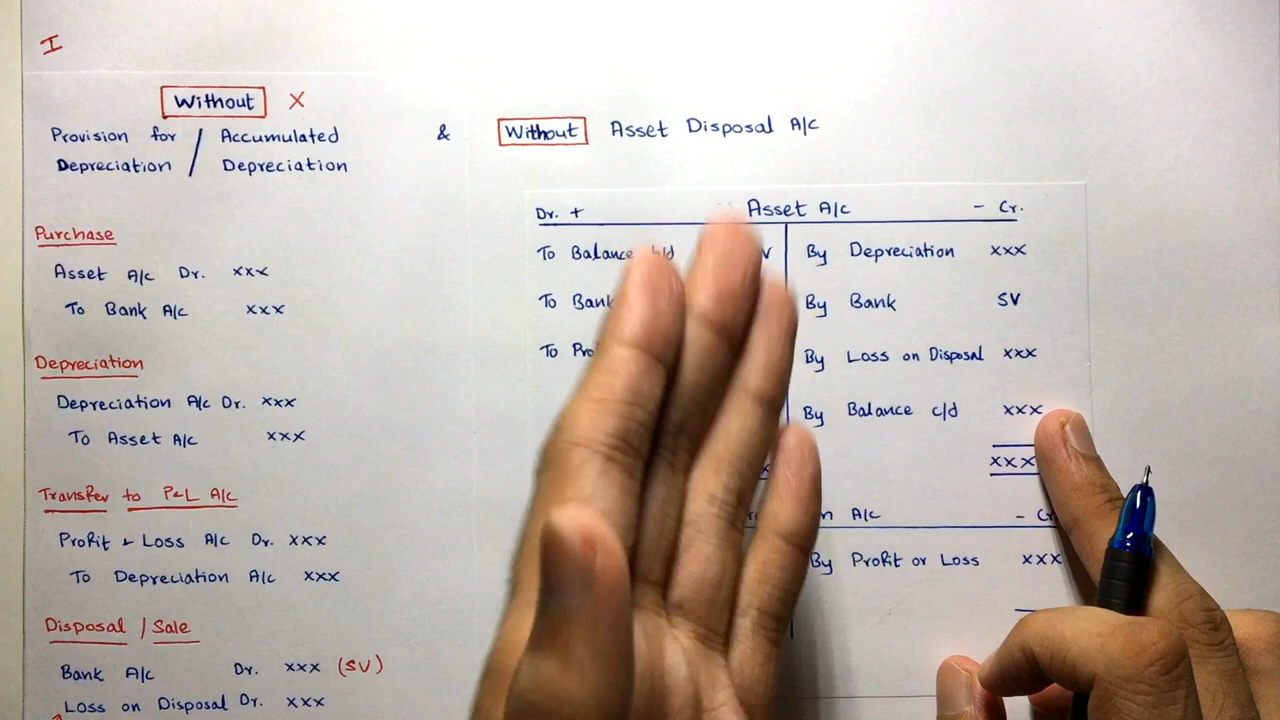 I
Without X
Provision for / Accumulated
Depreciation / Depreciation
& Without Asset Disposal A/c
Purchase
Asset A/c Dr. xxx
To Bank A/c xxx
Depreciation
Depreciation A/c Dr. xxx
To Asset A/c xxx
Transfer to P&L A/c
Profit & Loss A/c Dr. xxx
To Depreciation A/c xxx
Disposal / Sale
Bank A/c Dr. xxx (SV)
Loss on Disposal Dr. xxx
Dr. + Asset A/c - Cr.
To Balance b/d By Depreciation xxx
To Bank By Bank SV
To By Loss on Disposal xxx
By Balance c/d xxx
xxx
A/c -
By Profit or Loss xxx